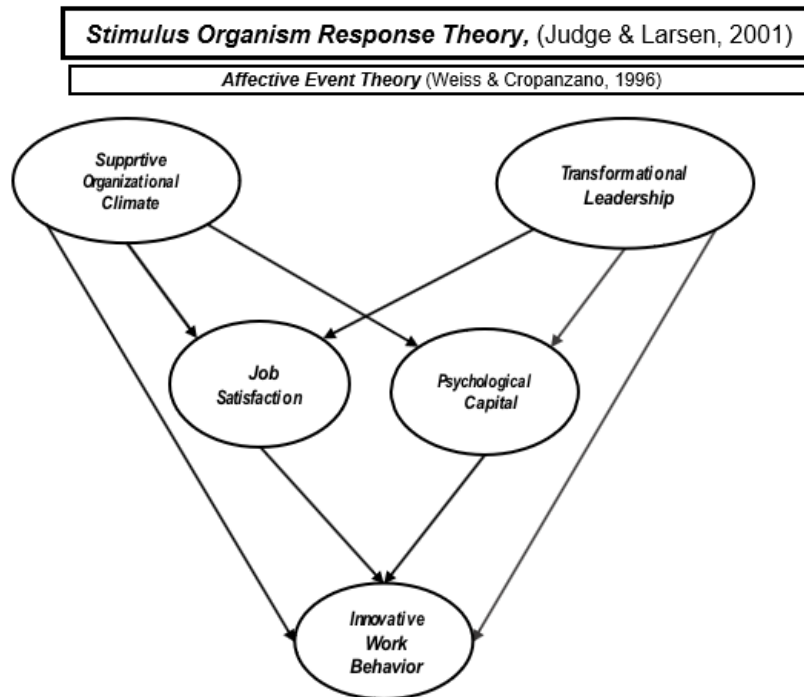 Stimulus Organism Response Theory, (Judge & Larsen, 2001)
Affective Event Theory (Weiss & Cropanzano, 1996)
Supprtive
Organizational
Climate
Transformational
Leadership
Job
Satisfaction
Psychological
Capital
Innovative
Work
Behavior